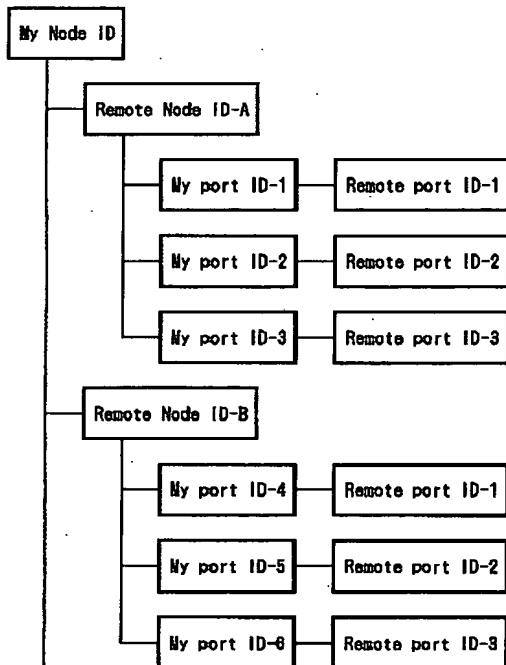 My Node ID
Remote Node ID-A
My port ID-1 Remote port ID-1
My port ID-2 Remote port ID-2
My port ID-3 Remote port ID-3
Remote Node ID-B
My port ID-4 Remote port ID-1
My port ID-5 Remote port ID-2
My port ID-6 Remote port ID-3